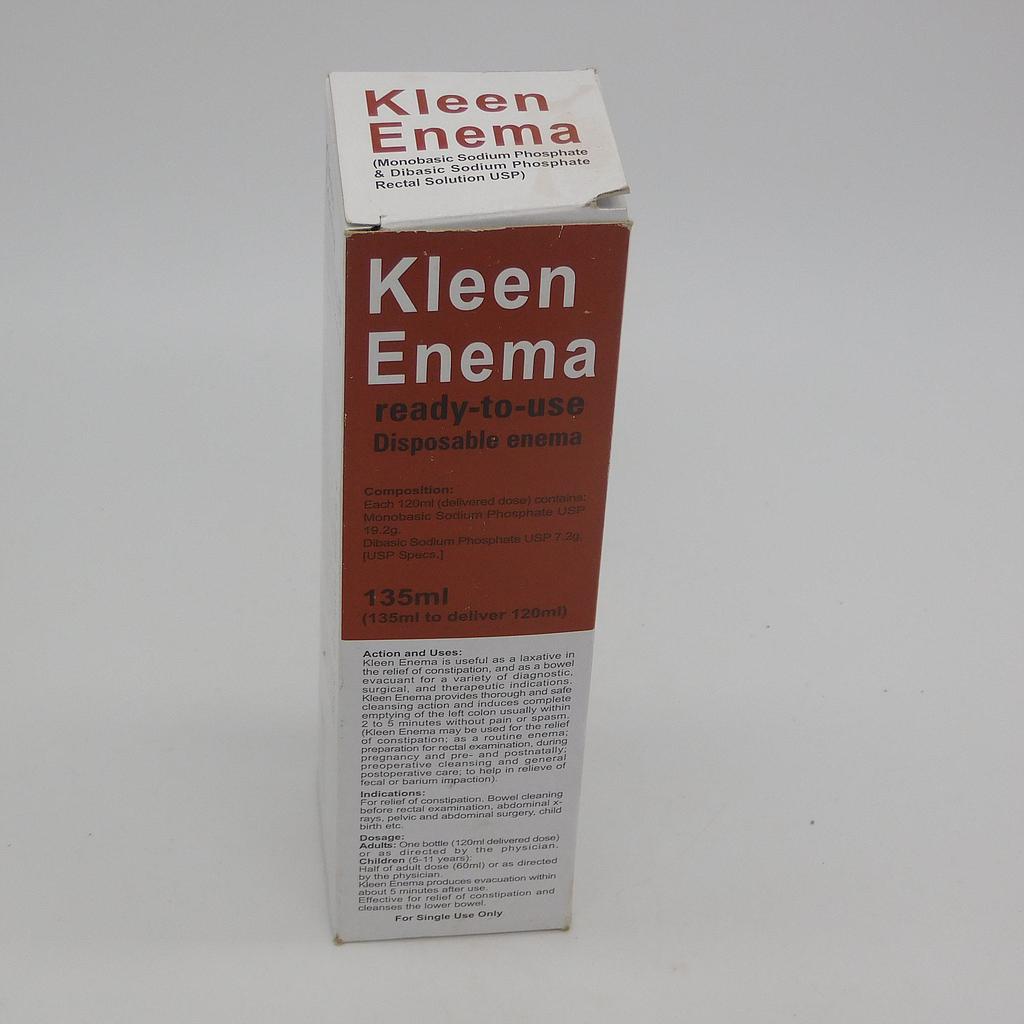 Kleen
Enema
(Monobasic Sodium Phosphate
& Dibasic Sodium Phosphate
Rectal Solution USP)
Kleen
Enema
ready-to-use
Disposable enema
Composition:
Each 120ml (delivered dose) contains:
Monobasic Sodium Phosphate USP
19.2g.
Dibasic Sodium Phosphate USP 7.2g.
[USP Specs.]
135ml
(135ml to deliver 120ml)
Action and Uses:
Kleen Enema is useful as a laxative in
the relief of constipation, and as a bowel
evacuant for a variety of diagnostic,
surgical, and therapeutic indications.
Kleen Enema provides thorough and safe
cleansing action and induces complete
emptying of the left colon usually within
2 to 5 minutes without pain or spasm.
(Kleen Enema may be used for the relief
of constipation; as a routine enema;
preparation for rectal examination, during
pregnancy and pre- and postnatally;
preoperative cleansing and general
postoperative care; to help in relieve of
fecal or barium impaction).
Indications:
For relief of constipation. Bowel cleaning
before rectal examination, abdominal x-
rays, pelvic and abdominal surgery, child
birth etc.
Dosage:
Adults: One bottle (120ml delivered dose)
or as directed by the physician.
Children (5-11 years):
Half of adult dose (60ml) or as directed
by the physician.
Kleen Enema produces evacuation within
about 5 minutes after use.
Effective for relief of constipation and
cleanses the lower bowel.
For Single Use Only